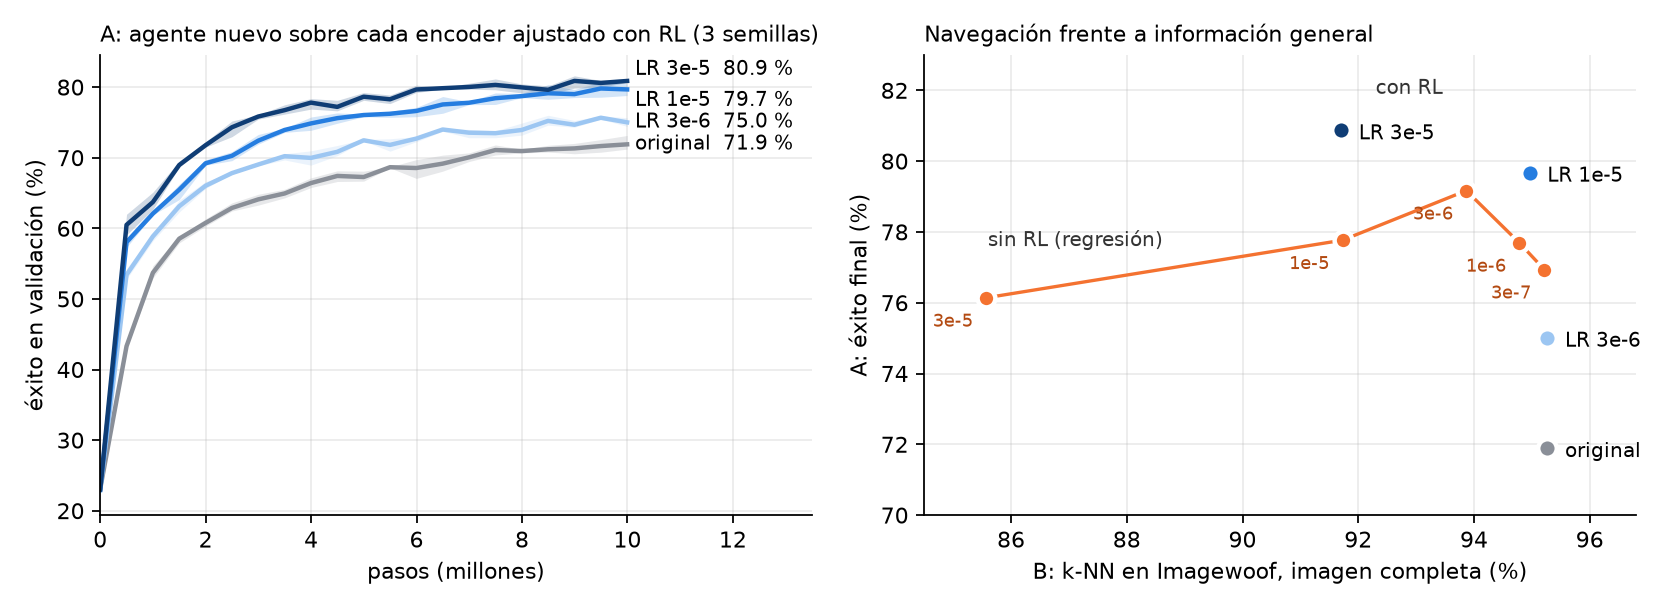 A: agente nuevo sobre cada encoder ajustado con RL (3 semillas)
éxito en validación (%)
80
70
60
50
40
30
20
LR 3e-5 80.9 %
LR 1e-5 79.7 %
LR 3e-6 75.0 %
original 71.9 %
0 2 4 6 8 10 12
pasos (millones)
Navegación frente a información general
A: éxito final (%)
82
80
78
76
74
72
70
con RL
LR 3e-5
LR 1e-5
3e-6
sin RL (regresión)
1e-5
1e-6
3e-7
3e-5
LR 3e-6
original
86 88 90 92 94 96
B: k-NN en Imagewoof, imagen completa (%)